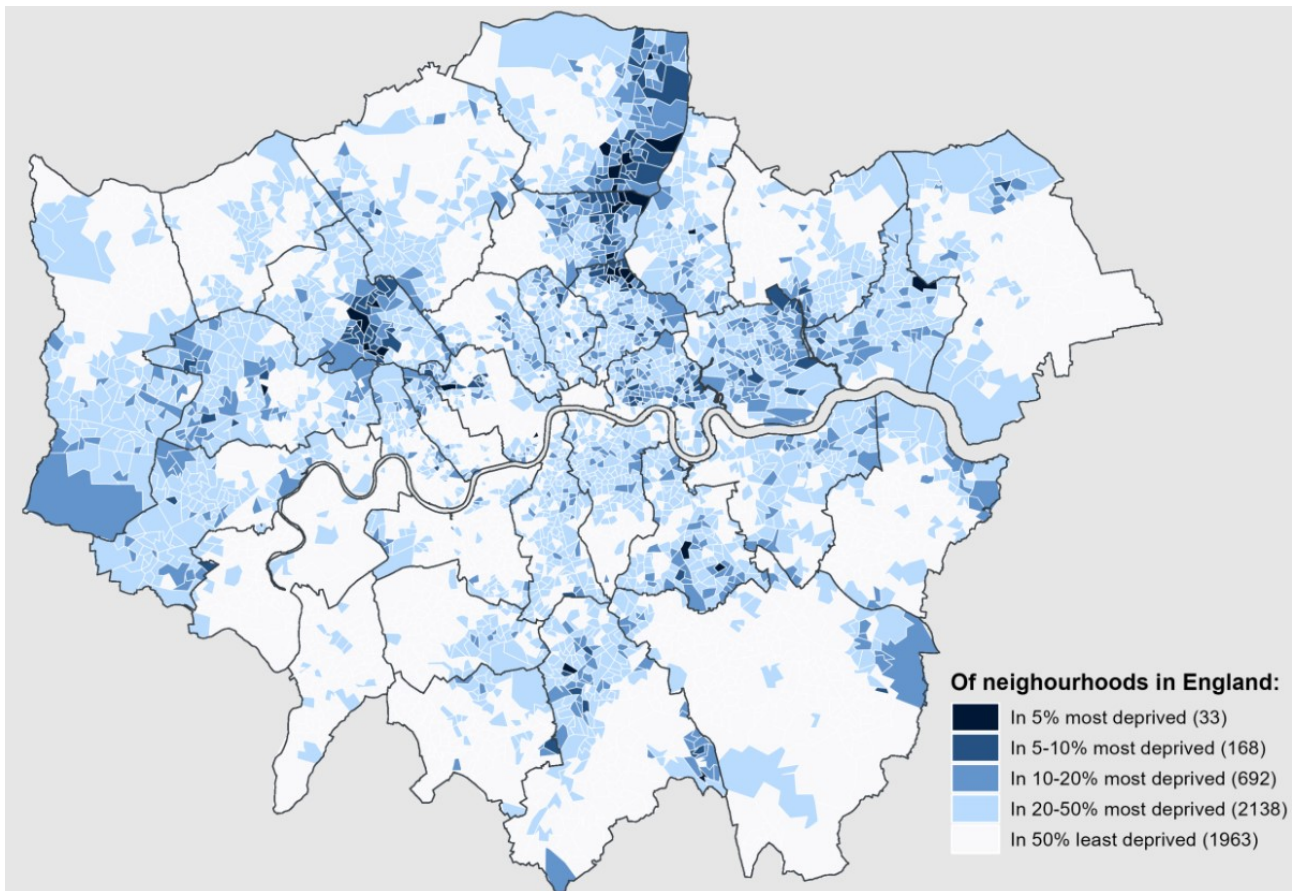 Of neighourhoods in England:
In 5% most deprived (33)
In 5-10% most deprived (168)
In 10-20% most deprived (692)
In 20-50% most deprived (2138)
In 50% least deprived (1963)